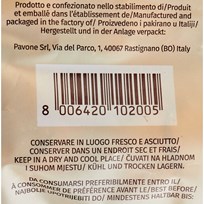 Prodotto e confezionato nello stabilimento di/Produit
et emballé dans l'établissement de/Manufactured and
packaged in the factory of/ Proizvedeno i pakirano u Italiji/
Hergestellt und in der Anlage verpackt:
Pavone Srl, Via del Parco, 1, 40067 Rastignano (BO) Italy
8 006420 102005
CONSERVARE IN LUOGO FRESCO E ASCIUTTO/
CONSERVER DANS UN ENDROIT SEC ET FRAIS/
KEEP IN A DRY AND COOL PLACE/ ČUVATI NA HLADNOM
I SUHOM MJESTU/ KÜHL UND TROCKEN LAGERN.
DA CONSUMARSI PREFERIBILMENTE ENTRO IL/
À CONSOMMER DE PRÉFÉRENCE AVANT LE/ BEST BEFORE/
NAJBOLJE UPOTRIJEBITI DO/ MINDESTENS HALTBAR BIS: